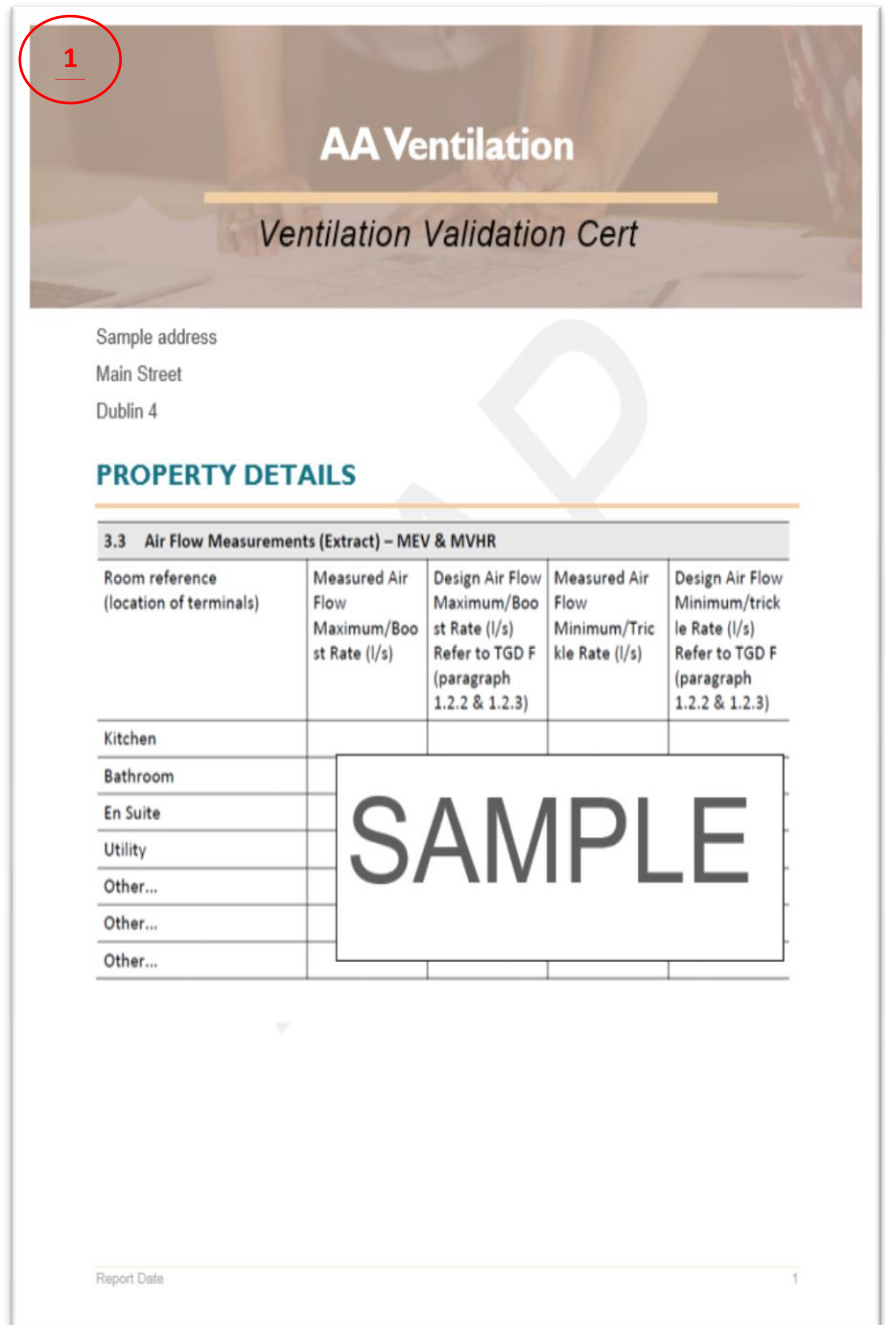 1
AA Ventilation
Ventilation Validation Cert
Sample address
Main Street
Dublin 4
PROPERTY DETAILS
3.3 Air Flow Measurements (Extract) – MEV & MVHR
Room reference
(location of terminals)
Measured Air
Flow
Maximum/Boo
st Rate (l/s)
Design Air Flow
Maximum/Boo
st Rate (l/s)
Refer to TGD F
(paragraph
1.2.2 & 1.2.3)
Measured Air
Flow
Minimum/Tric
kle Rate (l/s)
Design Air Flow
Minimum/trick
le Rate (l/s)
Refer to TGD F
(paragraph
1.2.2 & 1.2.3)
Kitchen
Bathroom
En Suite
Utility
Other...
Other...
Other...
SAMPLE
Report Date
1